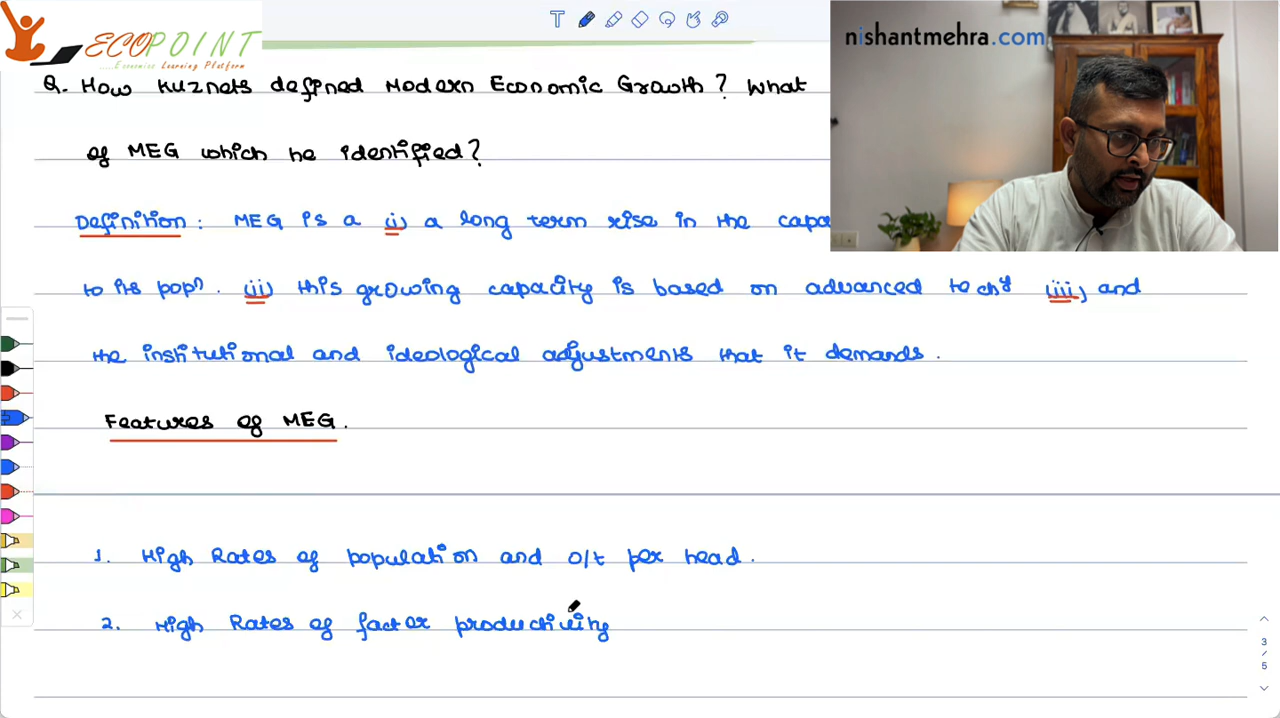 ECOPOINT
.....Economics Learning Platform
nishantmehra.com
Q. How Kuznets defined Modern Economic Growth? What
of MEG which he identified?
Definition: MEG is a (i) a long term rise in the capa
to its popn. (ii) this growing capacity is based on advanced techy (iii) and
the institutional and ideological adjustments that it demands.
Features of MEG.
1. High Rates of population and O/t per head.
2. High Rates of factor productivity
3
/
5